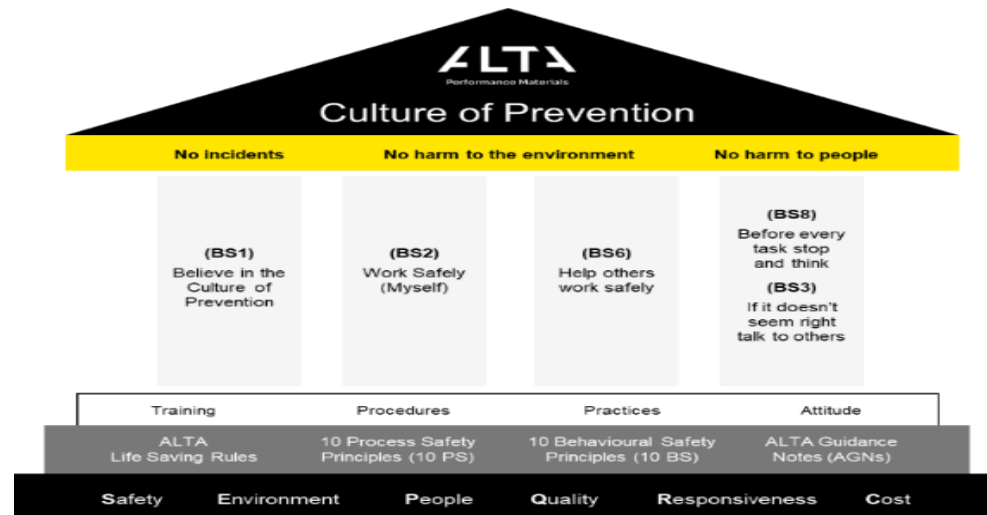 ALTA
Performance Materials
Culture of Prevention
No incidents No harm to the environment No harm to people
(BS1)
Believe in the
Culture of
Prevention
(BS2)
Work Safely
(Myself)
(BS6)
Help others
work safely
(BS8)
Before every
task stop
and think
(BS3)
If it doesn't
seem right
talk to others
Training Procedures Practices Attitude
ALTA
Life Saving Rules
10 Process Safety
Principles (10 PS)
10 Behavioural Safety
Principles (10 BS)
ALTA Guidance
Notes (AGNs)
Safety Environment People Quality Responsiveness Cost